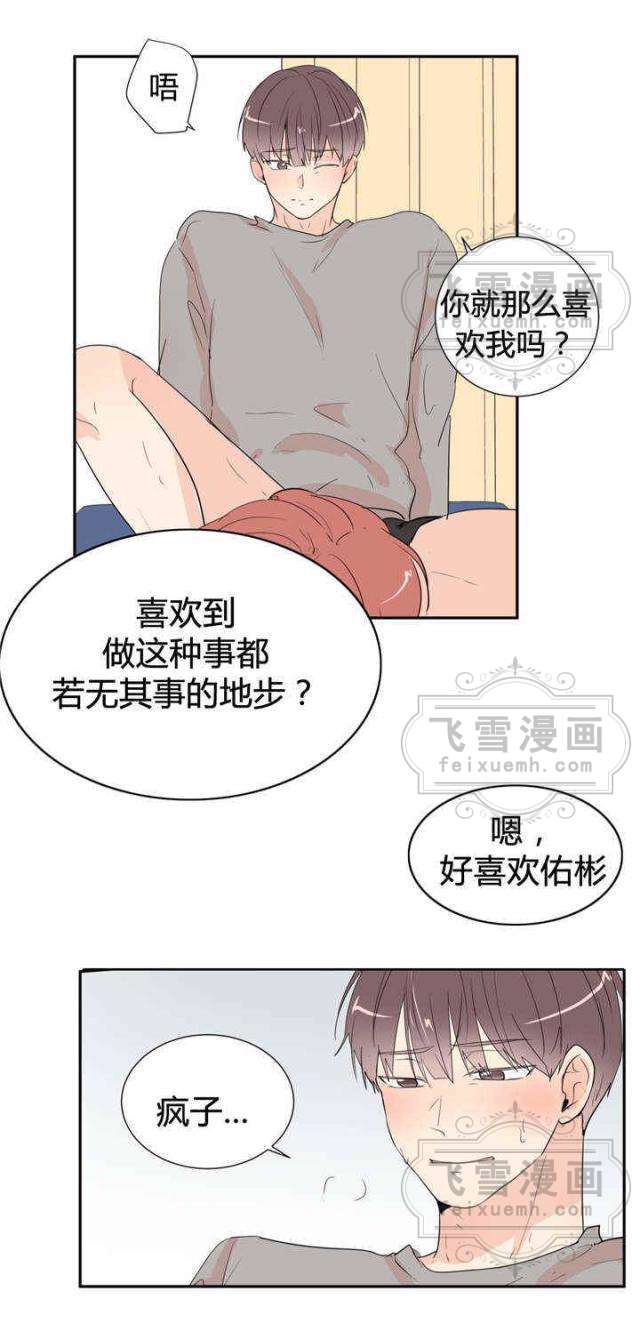 唔
飞雪漫画
feixuemh.com
你就那么喜
欢我吗？
喜欢到
做这种事都
若无其事的地步？
飞雪漫画
feixuemh.com
嗯，
好喜欢佑彬
疯子...
飞雪漫画
feixuemh.com